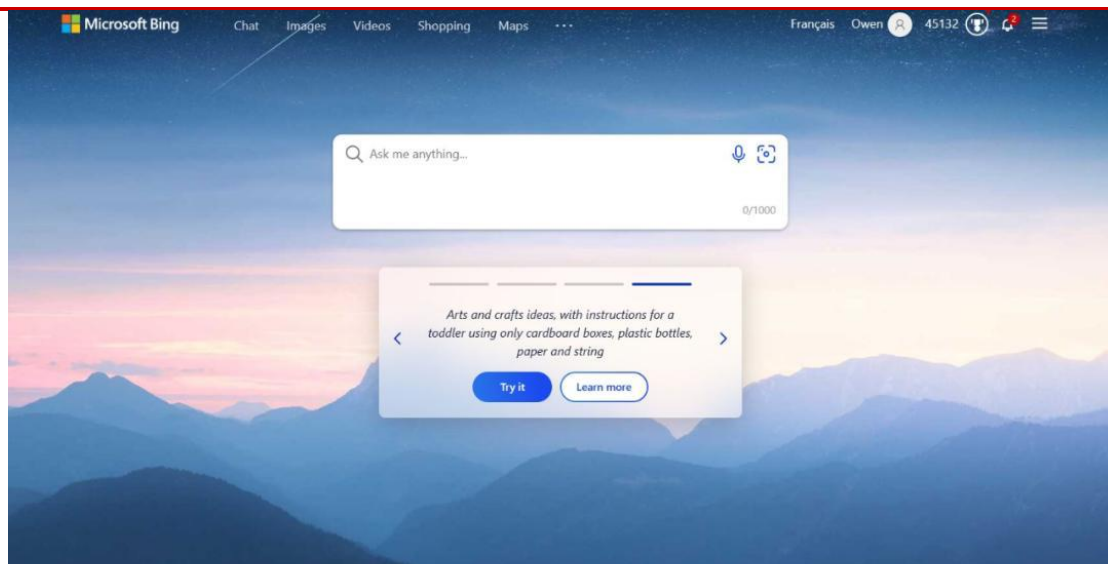 Microsoft Bing Chat Images Videos Shopping Maps ... Français Owen 45132 2
Ask me anything...
0/1000
Arts and crafts ideas, with instructions for a
toddler using only cardboard boxes, plastic bottles,
paper and string
Try it Learn more